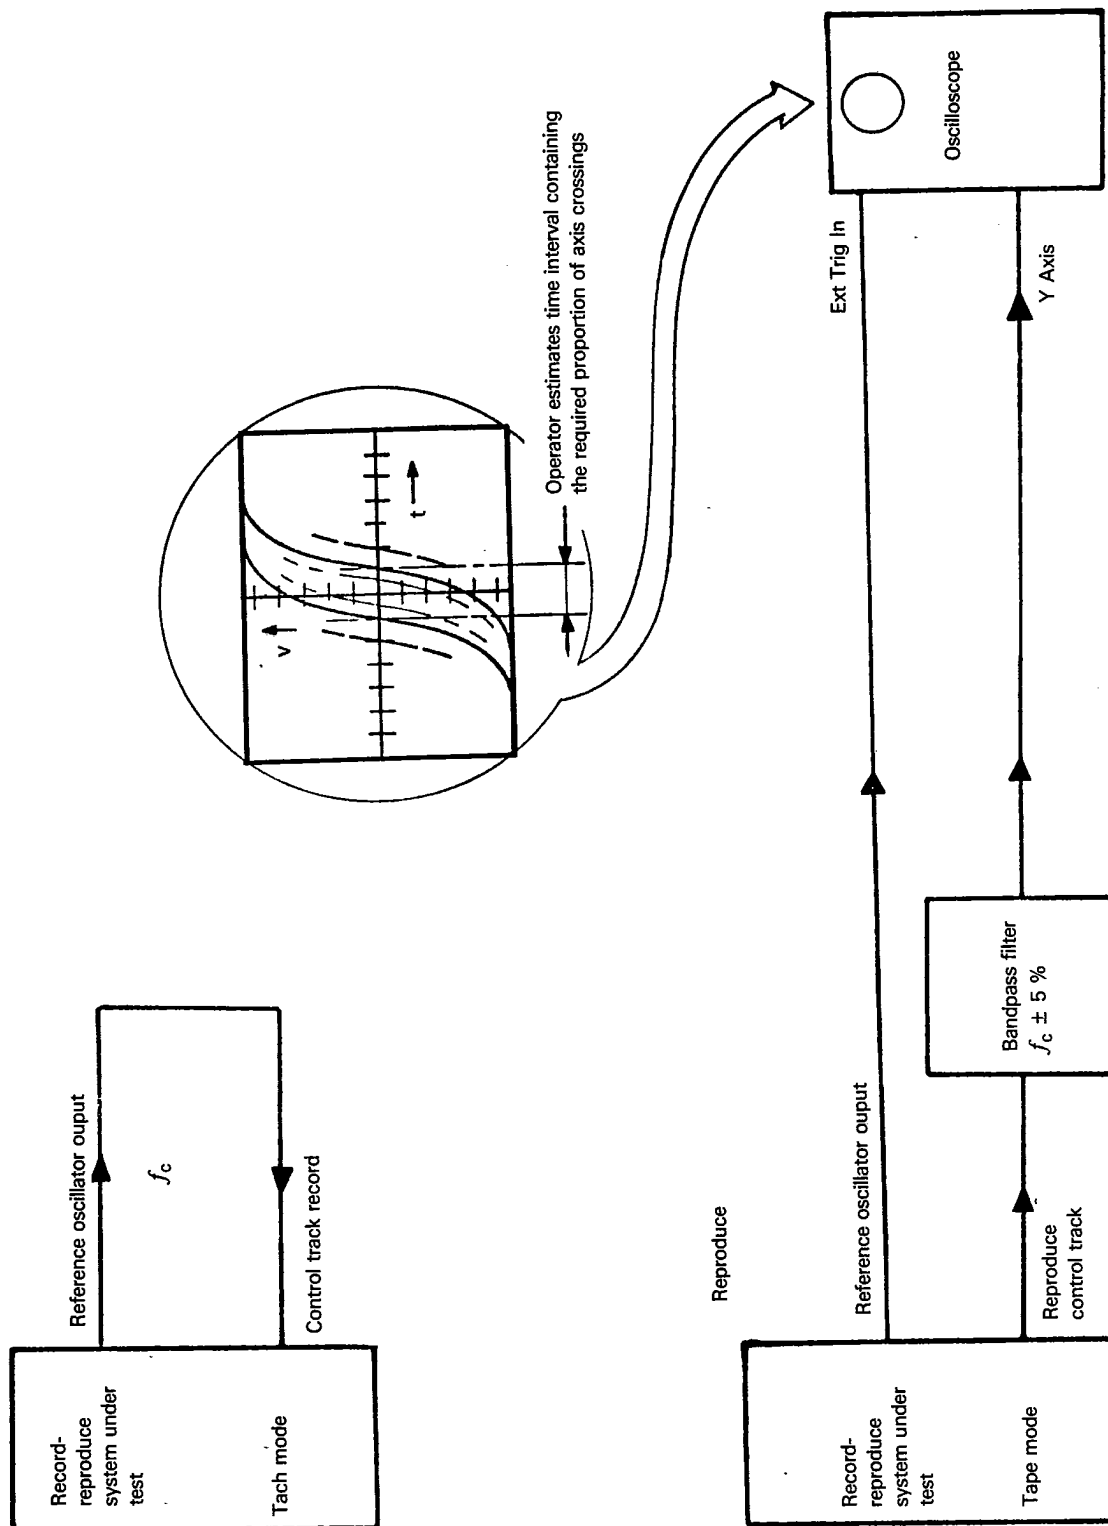 Record-
reproduce
system under
test
Tach mode
Reference oscillator ouput
f_c
Control track record
V
t
Operator estimates time interval containing
the required proportion of axis crossings
Reproduce
Record-
reproduce
system under
test
Tape mode
Reference oscillator ouput
Reproduce
control track
Bandpass filter
f_c ± 5 %
Ext Trig In
Y Axis
Oscilloscope